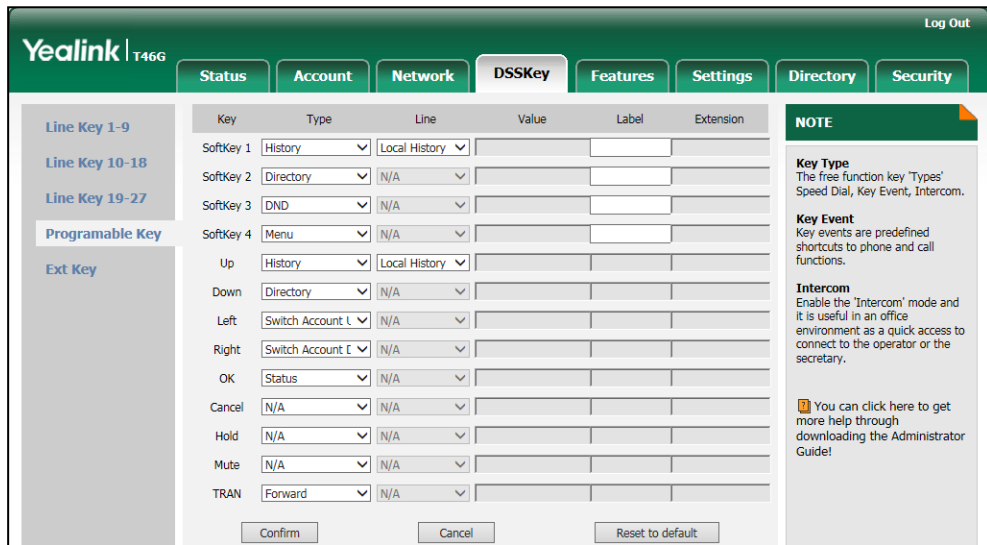 Log Out
Yealink T46G
Status Account Network DSSKey Features Settings Directory Security
Line Key 1-9
Line Key 10-18
Line Key 19-27
Programable Key
Ext Key
Key Type Line Value Label Extension
SoftKey 1 History Local History
SoftKey 2 Directory N/A
SoftKey 3 DND N/A
SoftKey 4 Menu N/A
Up History Local History
Down Directory N/A
Left Switch Account U N/A
Right Switch Account D N/A
OK Status N/A
Cancel N/A N/A
Hold N/A N/A
Mute N/A N/A
TRAN Forward N/A
Confirm Cancel Reset to default
NOTE
Key Type
The free function key 'Types'
Speed Dial, Key Event, Intercom.
Key Event
Key events are predefined
shortcuts to phone and call
functions.
Intercom
Enable the 'Intercom' mode and
it is useful in an office
environment as a quick access to
connect to the operator or the
secretary.
You can click here to get
more help through
downloading the Administrator
Guide!